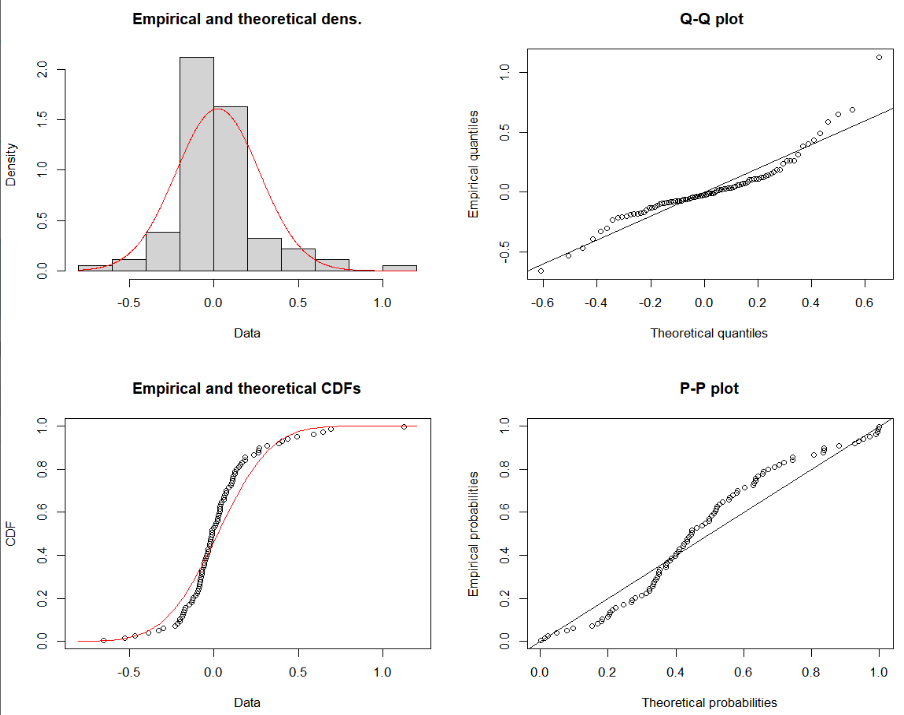 Empirical and theoretical dens.
Density
0.0 0.5 1.0 1.5 2.0
-0.5 0.0 0.5 1.0
Data
Q-Q plot
Empirical quantiles
-0.5 0.0 0.5 1.0
-0.6 -0.4 -0.2 0.0 0.2 0.4 0.6
Theoretical quantiles
Empirical and theoretical CDFs
CDF
0.0 0.2 0.4 0.6 0.8 1.0
-0.5 0.0 0.5 1.0
Data
P-P plot
Empirical probabilities
0.0 0.2 0.4 0.6 0.8 1.0
0.0 0.2 0.4 0.6 0.8 1.0
Theoretical probabilities